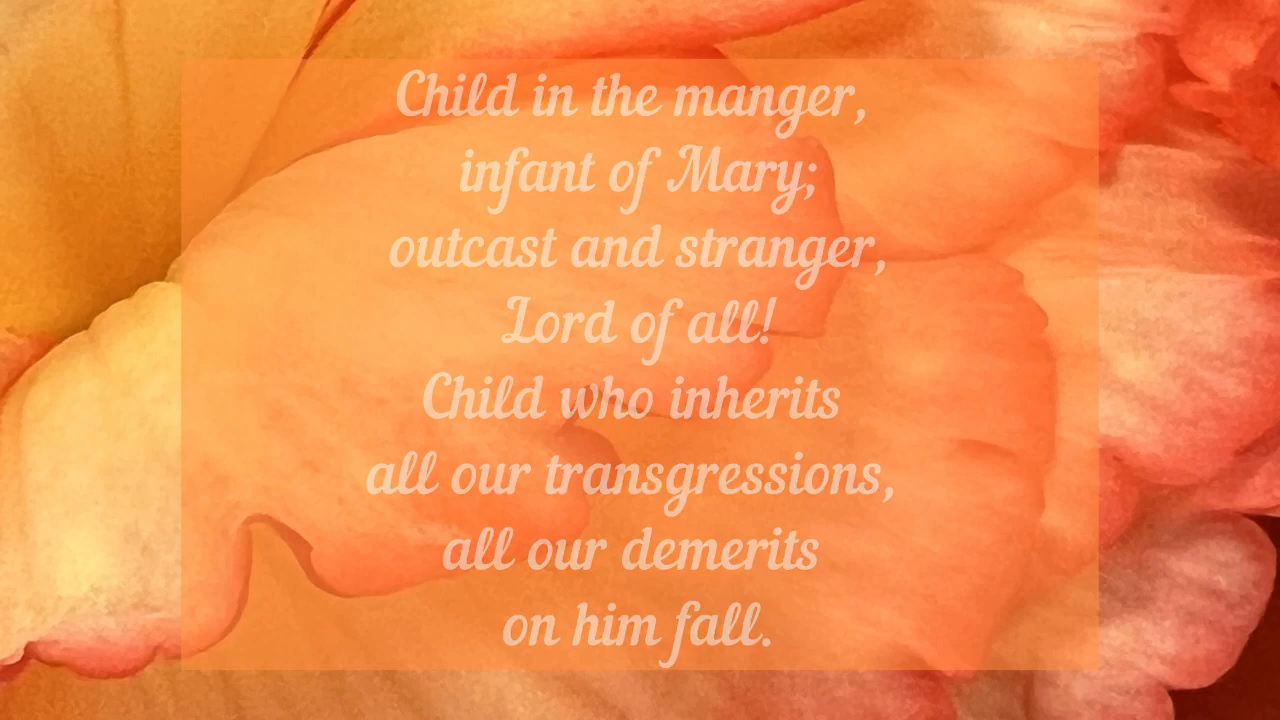 Child in the manger,
infant of Mary;
outcast and stranger,
Lord of all!
Child who inherits
all our transgressions,
all our demerits
on him fall.